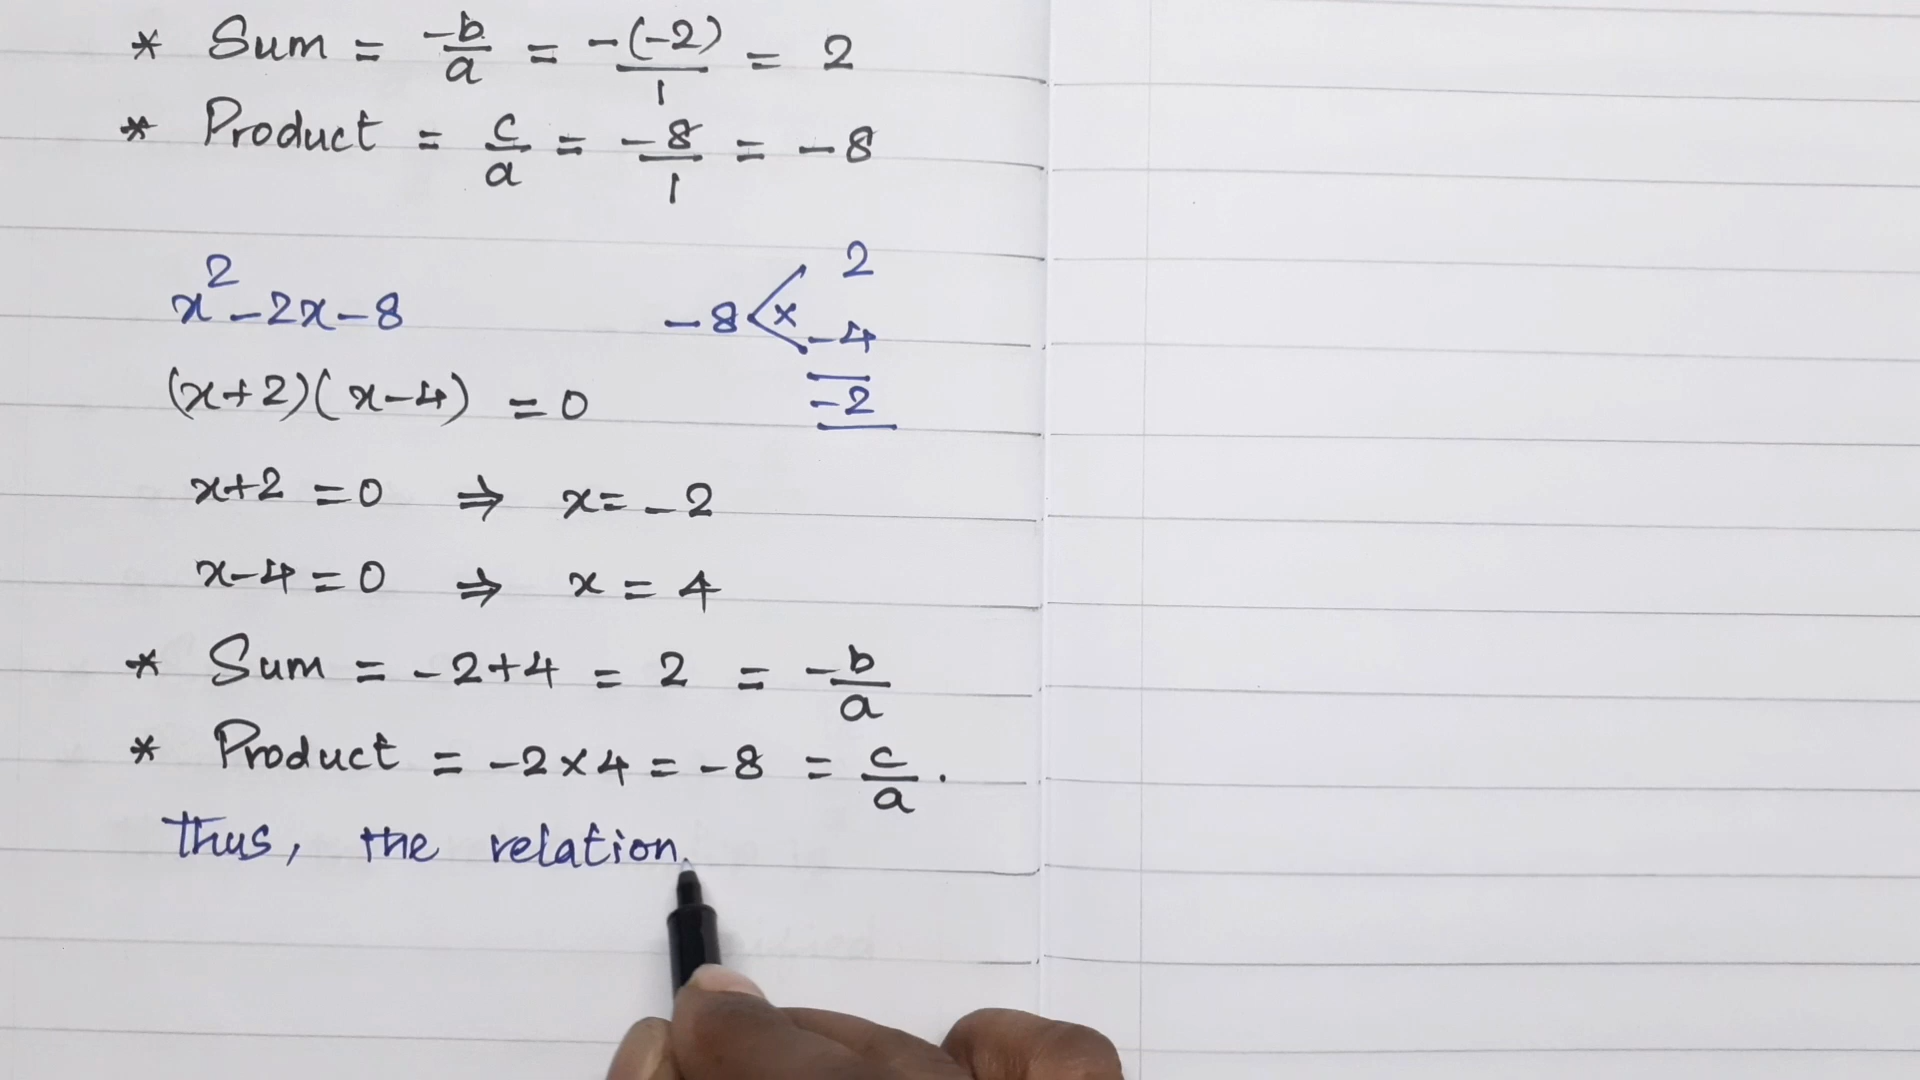 * Sum = -b/a = -(-2)/1 = 2
* Product = c/a = -8/1 = -8
x² - 2x - 8    -8 < × 2
-4
(x+2)(x-4) = 0    -2
x+2 = 0 ⇒ x = -2
x-4 = 0 ⇒ x = 4
* Sum = -2+4 = 2 = -b/a
* Product = -2×4 = -8 = c/a.
Thus, the relation